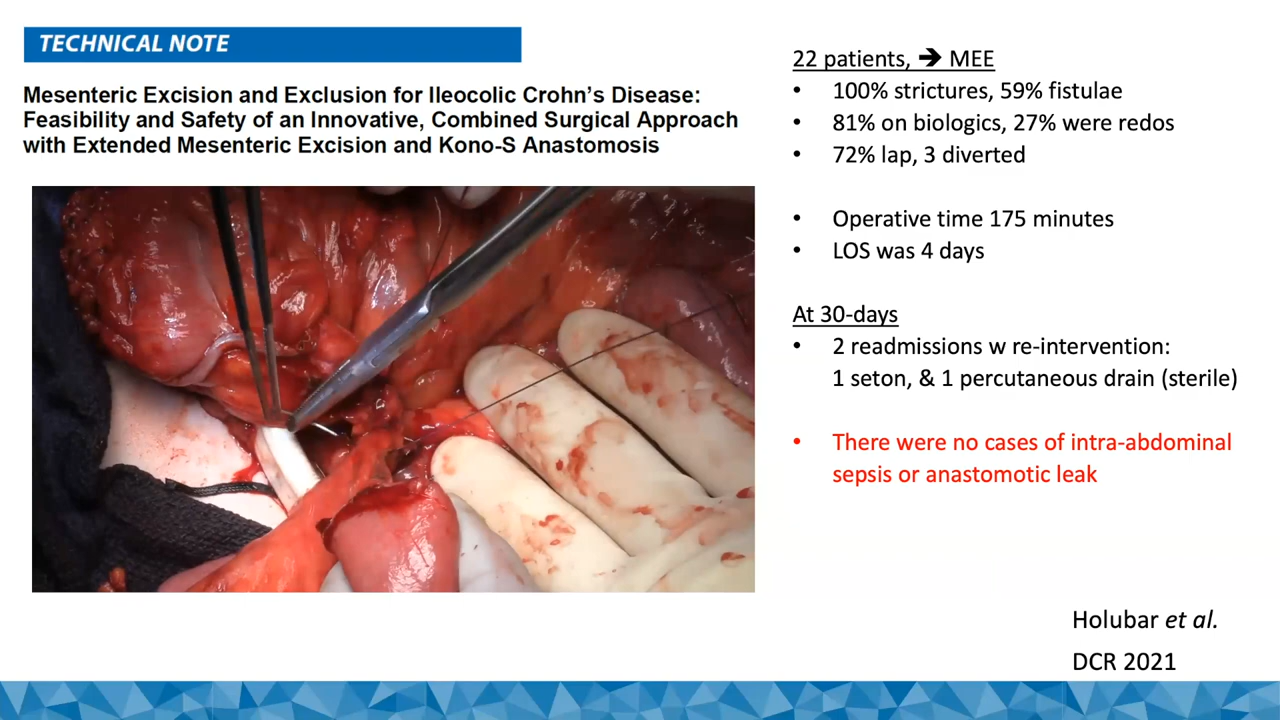 TECHNICAL NOTE
Mesenteric Excision and Exclusion for Ileocolic Crohn's Disease:
Feasibility and Safety of an Innovative, Combined Surgical Approach
with Extended Mesenteric Excision and Kono-S Anastomosis
22 patients, ➔ MEE
• 100% strictures, 59% fistulae
• 81% on biologics, 27% were redos
• 72% lap, 3 diverted
• Operative time 175 minutes
• LOS was 4 days
At 30-days
• 2 readmissions w re-intervention:
1 seton, & 1 percutaneous drain (sterile)
• There were no cases of intra-abdominal
sepsis or anastomotic leak
Holubar et al.
DCR 2021